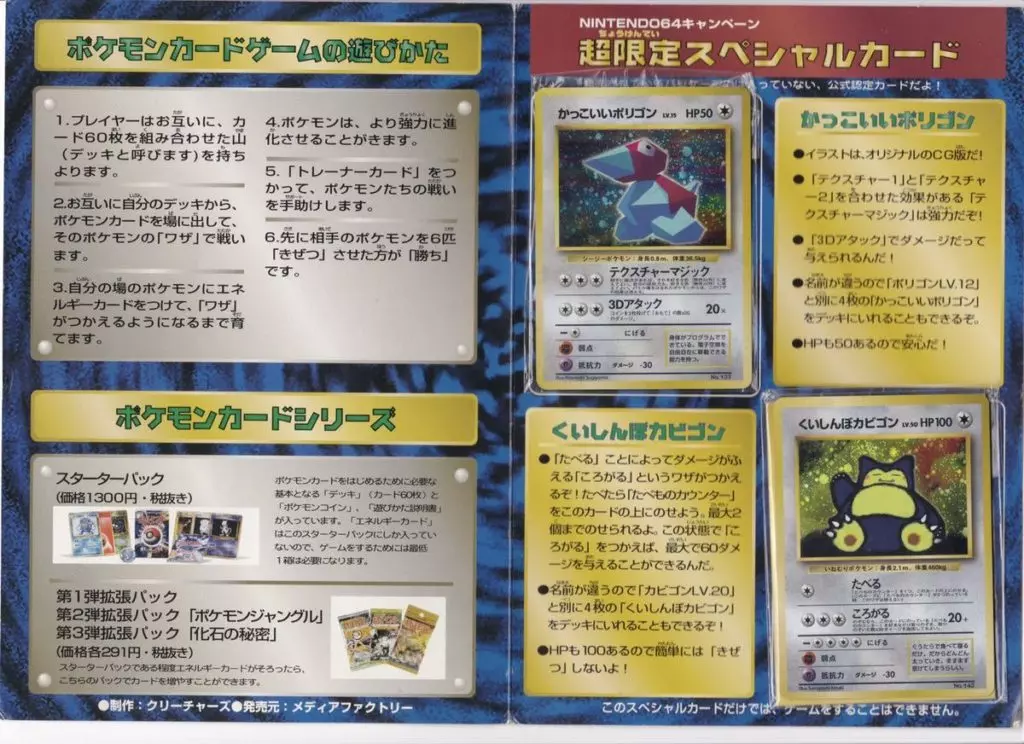 ポケモンカードゲームの遊びかた
1.プレイヤーはお互いに、カ
ード60枚を組み合わせた山
(デッキと呼びます)を持ち
よります。
2.お互いに自分のデッキから、
ポケモンカードを場に出して、
そのポケモンの「ワザ」で戦い
ます。
3.自分の場のポケモンにエネ
ルギーカードをつけて、「ワザ」
がつかえるようになるまで育
てます。
4.ポケモンは、より強力に進
化させることがきます。
5.「トレーナーカード」をつ
かって、ポケモンたちの戦い
を手助けします。
6.先に相手のポケモンを6匹
「きぜつ」させた方が「勝ち」
です。
ポケモンカードシリーズ
スターターパック
(価格1300円・税抜き)
ポケモンカードをはじめるために必要な
基本となる「デッキ」(カード60枚)と
「ポケモンコイン」、「遊びかた説明書」
が入っています。「エネルギーカード」
はこのスターターパックにしか入ってい
ないので、ゲームをするためには最低
1箱は必要になります。
第1弾拡張パック
第2弾拡張パック「ポケモンジャングル」
第3弾拡張パック「化石の秘密」
(価格各291円・税抜き)
スターターパックである程度エネルギーカードがそろったら、
こちらのパックでカードを増やすことができます。
●制作:クリーチャーズ●発売元:メディアファクトリー
NINTENDO64キャンペーン
ちょうげんてい
超限定スペシャルカード
っていない、公式認定カードだよ!
かっこいいポリゴン LV.15 HP50
シージーポケモン:身長0.8m、体重36.5kg
テクスチャーマジック
3Dアタック 20×
にげる
弱点
抵抗力 ダメージ -30
身体がプログラムで
できている。電子空間を
自由自在に移動できる
能力を持つ。
No.137
かっこいいポリゴン
●イラストは、オリジナルのCG版だ!
●「テクスチャー1」と「テクスチャ
ー2」を合わせた効果がある「テ
クスチャーマジック」は強力だぞ!
●「3Dアタック」でダメージだって
与えられるんだ!
●名前が違うので「ポリゴンLV.12」
と別に4枚の「かっこいいポリゴン」
をデッキにいれることもできるぞ。
●HPも50あるので安心だ!
くいしんぼカビゴン
●「たべる」ことによってダメージがふ
える「ころがる」というワザがつかえ
るぞ!たべたら「たべものカウンター」
をこのカードの上にのせよう。最大2
個までのせられるよ。この状態で「こ
ろがる」をつかえば、最大で60ダメ
ージを与えることができるんだ。
●名前が違うので「カビゴンLV.20」
と別に4枚の「くいしんぼカビゴン」
をデッキにいれることもできるぞ!
●HPも100あるので簡単には「きぜ
つ」しないよ!
くいしんぼカビゴン LV.50 HP100
いねむりポケモン:身長2.1m、体重460kg
たべる
ころがる 20+
にげる
弱点
抵抗力 ダメージ -30
No.143
このスペシャルカードだけでは、ゲームをすることはできません。